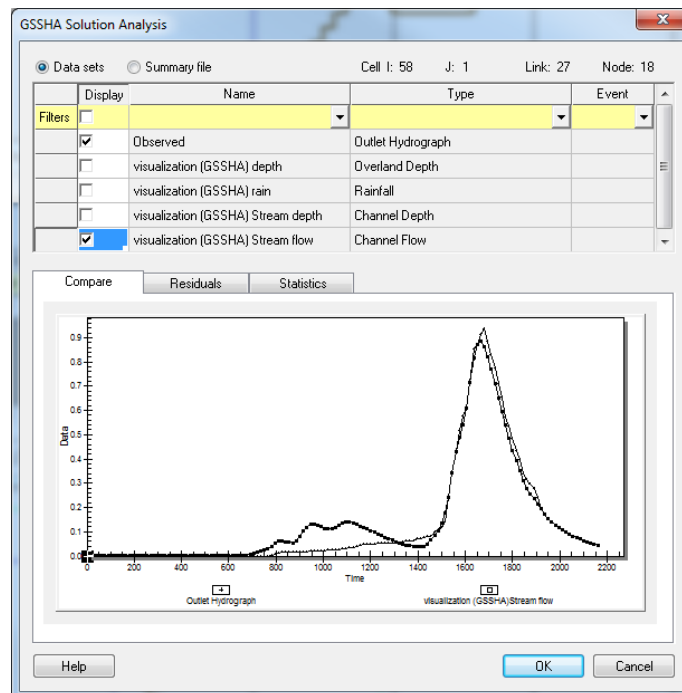 GSSHA Solution Analysis
Data sets Summary file Cell I: 58 J: 1 Link: 27 Node: 18
Display Name Type Event
Filters
Observed Outlet Hydrograph
visualization (GSSHA) depth Overland Depth
visualization (GSSHA) rain Rainfall
visualization (GSSHA) Stream depth Channel Depth
visualization (GSSHA) Stream flow Channel Flow
Compare Residuals Statistics
0.9
0.8
0.7
0.6
0.5
0.4
0.3
0.2
0.1
0.0
Data
0 200 400 600 800 1000 1200 1400 1600 1800 2000 2200
Time
Outlet Hydrograph visualization (GSSHA)Stream flow
Help OK Cancel